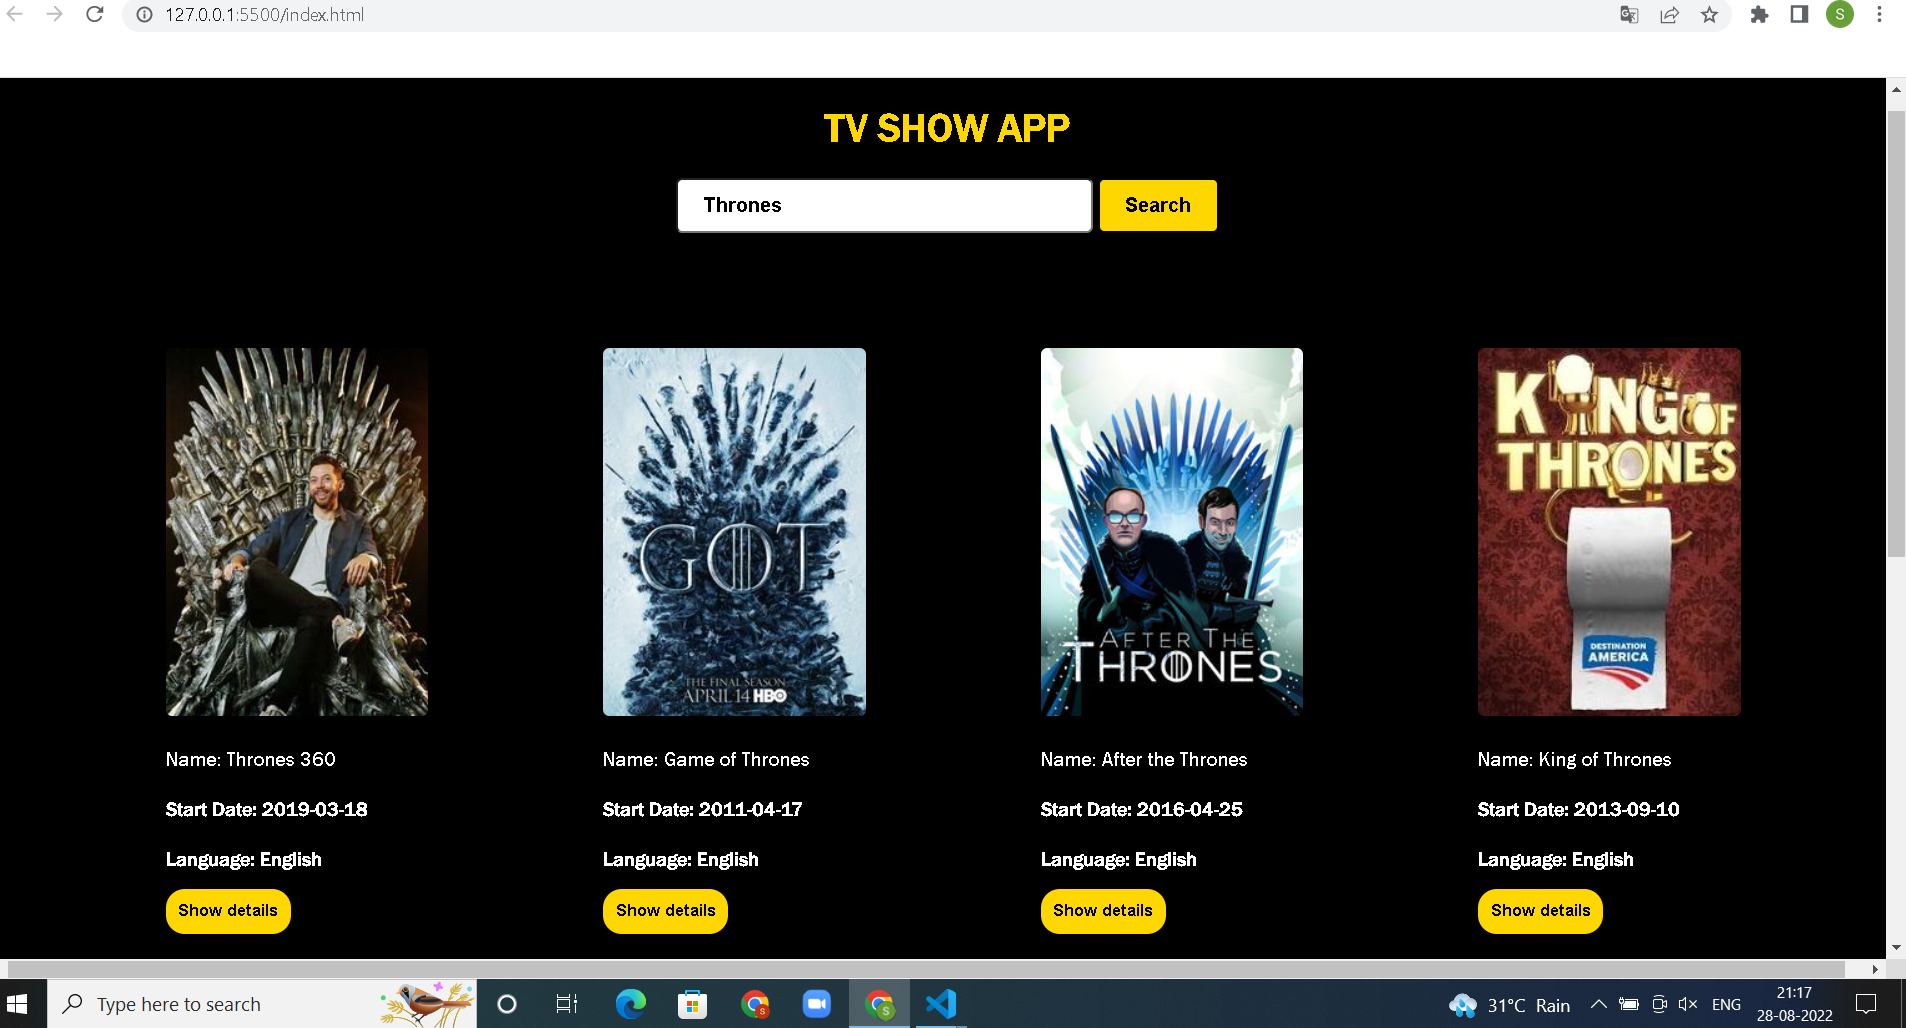 127.0.0.1:5500/index.html
S
TV SHOW APP
Thrones
Search
KING OF
THRONES
GOT
DESTINATION
AMERICA
AFTER THE
THRONES
THE FINAL SEASON
APRIL 14 HBO
Name: Thrones 360
Name: Game of Thrones
Name: After the Thrones
Name: King of Thrones
Start Date: 2019-03-18
Start Date: 2011-04-17
Start Date: 2016-04-25
Start Date: 2013-09-10
Language: English
Language: English
Language: English
Language: English
Show details
Show details
Show details
Show details
Type here to search
S
S
31°C Rain
ENG
21:17
28-08-2022